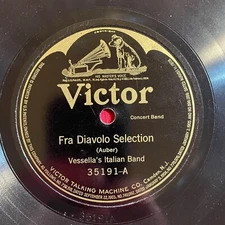 HIS MASTER'S VOICE
Victor
Concert Band
Fra Diavolo Selection
(Auber)
Vessella's Italian Band
35191-A
VICTOR TALKING MACHINE CO. Camden, N.J.